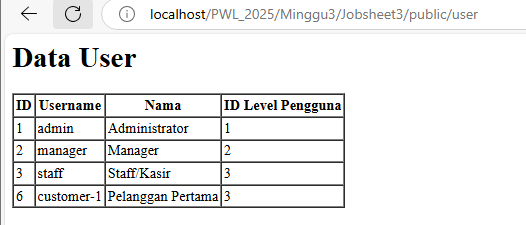 localhost/PWL_2025/Minggu3/Jobsheet3/public/user
Data User
ID Username Nama ID Level Pengguna
1 admin Administrator 1
2 manager Manager 2
3 staff Staff/Kasir 3
6 customer-1 Pelanggan Pertama 3